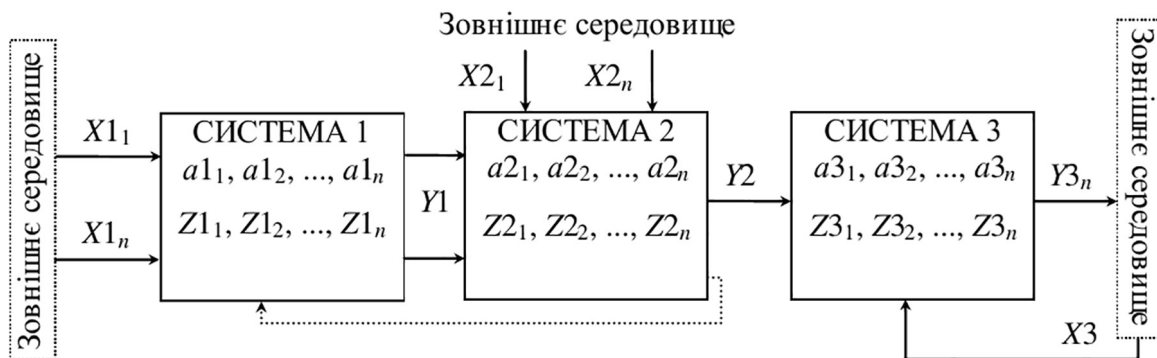 Зовнішнє середовище
Зовнішнє середовище
X1₁
X1ₙ
СИСТЕМА 1
a1₁, a1₂, ..., a1ₙ
Z1₁, Z1₂, ..., Z1ₙ
Y1
X2₁
X2ₙ
СИСТЕМА 2
a2₁, a2₂, ..., a2ₙ
Z2₁, Z2₂, ..., Z2ₙ
Y2
СИСТЕМА 3
a3₁, a3₂, ..., a3ₙ
Z3₁, Z3₂, ..., Z3ₙ
Y3ₙ
X3
Зовнішнє середовище